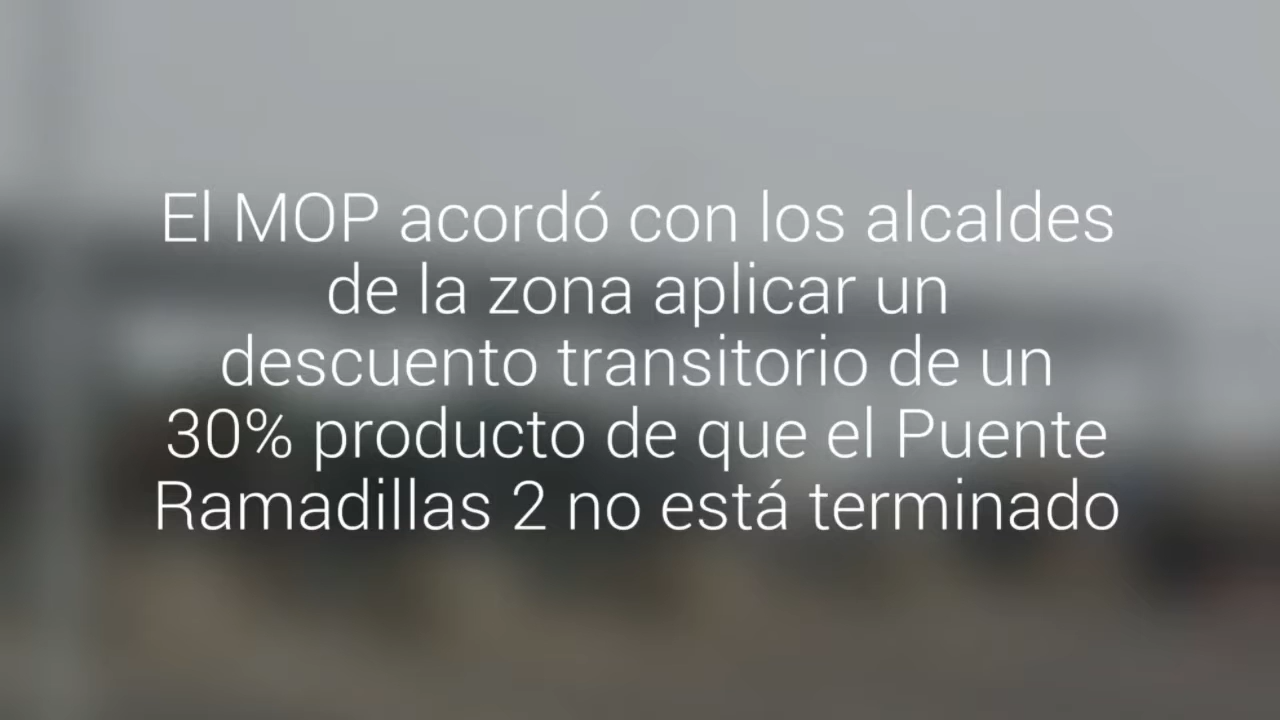 El MOP acordó con los alcaldes
de la zona aplicar un
descuento transitorio de un
30% producto de que el Puente
Ramadillas 2 no está terminado